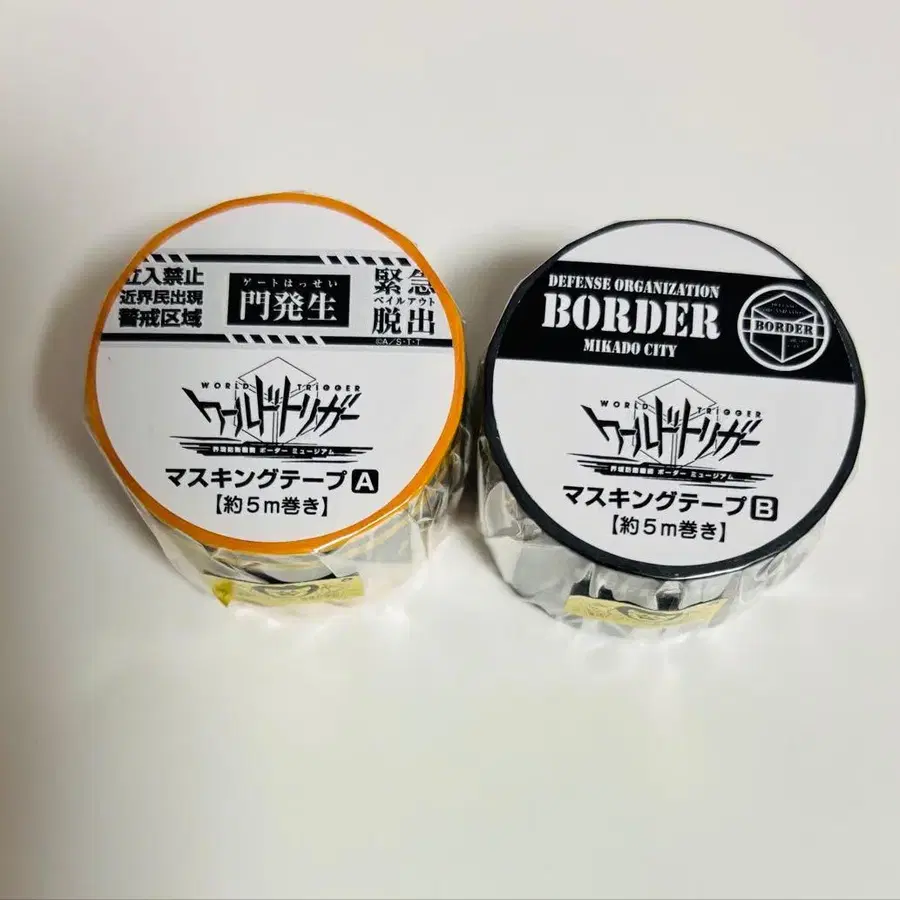 立入禁止
近界民出現
警戒区域
ゲートはっせい
門発生
緊急
ベイルアウト
脱出
©A/S・T・T
WORLD TRiGGER
ワールドトリガー
界境防衛機関 ボーダー ミュージアム
マスキングテープA
【約5m巻き】
DEFENSE ORGANIZATION
BORDER
MIKADO CITY
BORDER
WORLD TRiGGER
ワールドトリガー
界境防衛機関 ボーダー ミュージアム
マスキングテープB
【約5m巻き】